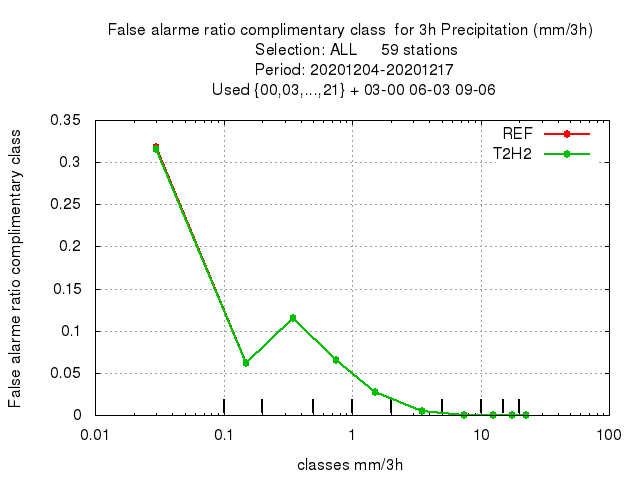 False alarme ratio complimentary class  for 3h Precipitation (mm/3h)
Selection: ALL     59 stations
Period: 20201204-20201217
Used {00,03,...,21} + 03-00 06-03 09-06
False alarme ratio complimentary class
0.35
0.3
0.25
0.2
0.15
0.1
0.05
0
REF
T2H2
0.01 0.1 1 10 100
classes mm/3h